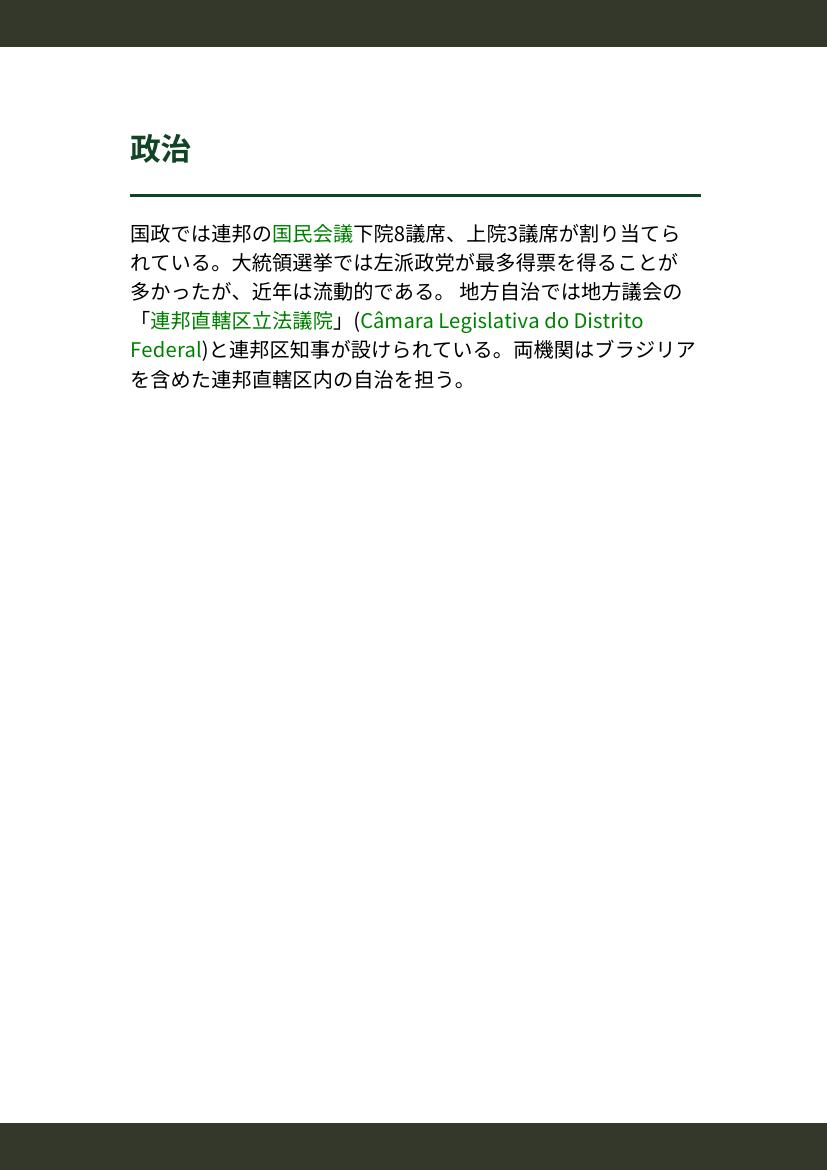 政治
国政では連邦の国民会議下院8議席、上院3議席が割り当てら
れている。大統領選挙では左派政党が最多得票を得ることが
多かったが、近年は流動的である。 地方自治では地方議会の
「連邦直轄区立法議院」(Câmara Legislativa do Distrito
Federal)と連邦区知事が設けられている。両機関はブラジリア
を含めた連邦直轄区内の自治を担う。